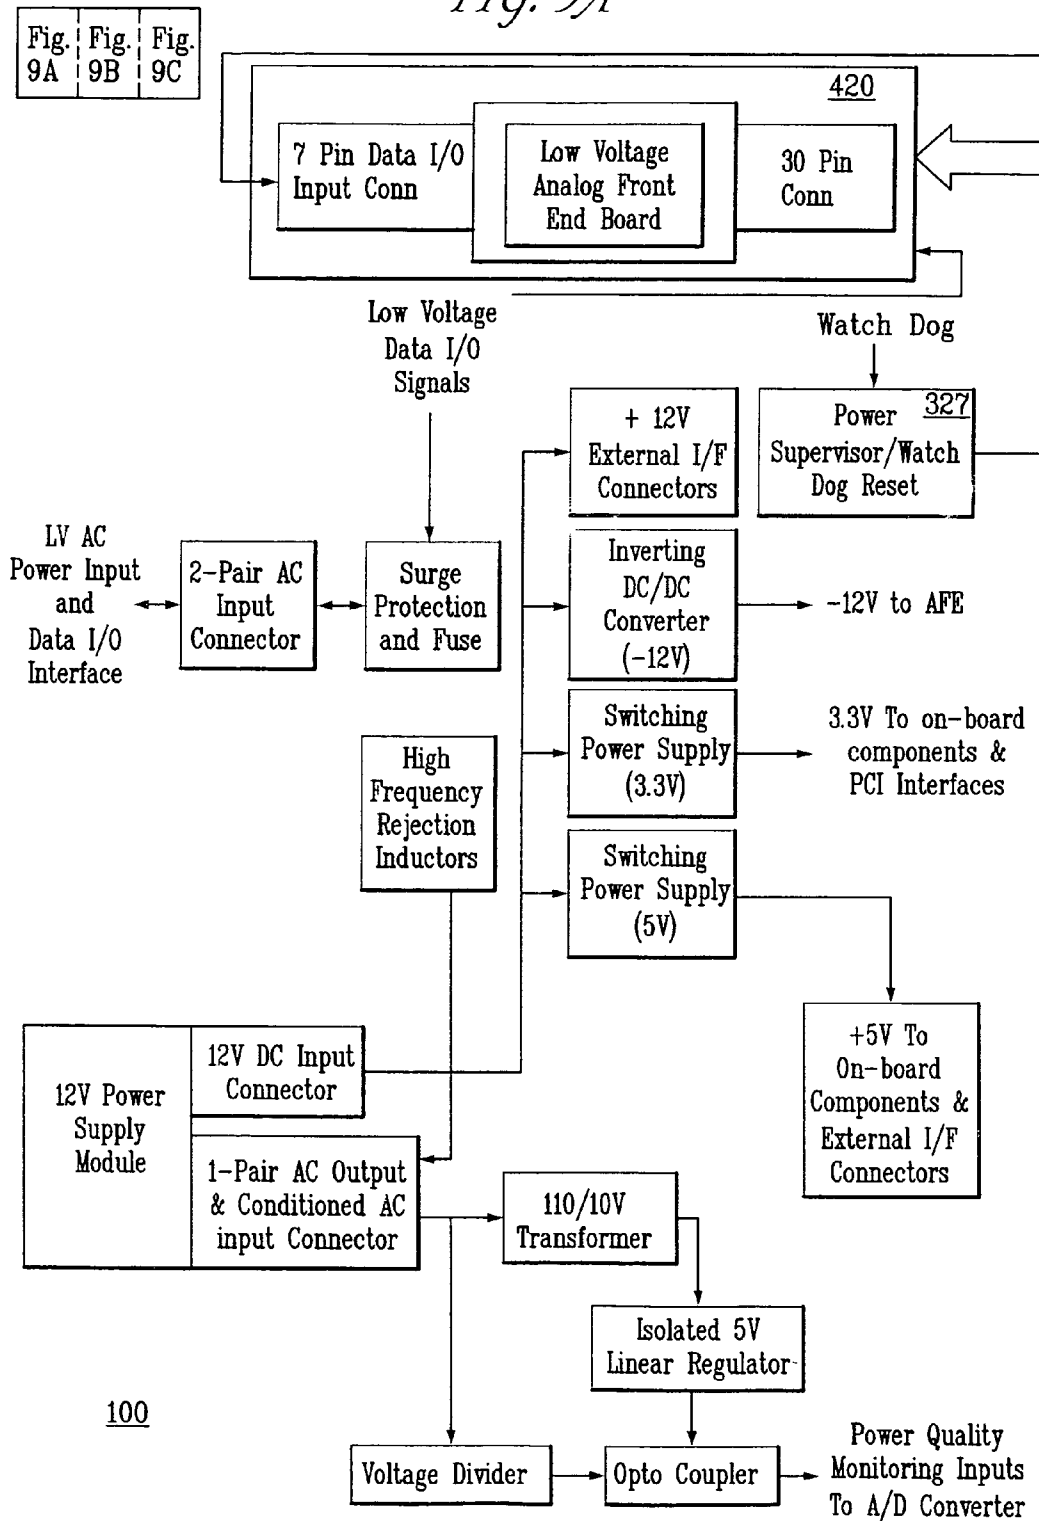 Fig. 9A
Fig. 9A
Fig. 9B
Fig. 9C
420
7 Pin Data I/O
Input Conn
Low Voltage
Analog Front
End Board
30 Pin
Conn
Low Voltage
Data I/O
Signals
Watch Dog
327
Power
Supervisor/Watch
Dog Reset
+ 12V
External I/F
Connectors
LV AC
Power Input
and
Data I/O
Interface
2-Pair AC
Input
Connector
Surge
Protection
and Fuse
Inverting
DC/DC
Converter
(-12V)
-12V to AFE
High
Frequency
Rejection
Inductors
Switching
Power Supply
(3.3V)
3.3V To on-board
components &
PCI Interfaces
Switching
Power Supply
(5V)
+5V To
On-board
Components &
External I/F
Connectors
12V Power
Supply
Module
12V DC Input
Connector
1-Pair AC Output
& Conditioned AC
input Connector
110/10V
Transformer
Isolated 5V
Linear Regulator
100
Voltage Divider
Opto Coupler
Power Quality
Monitoring Inputs
To A/D Converter